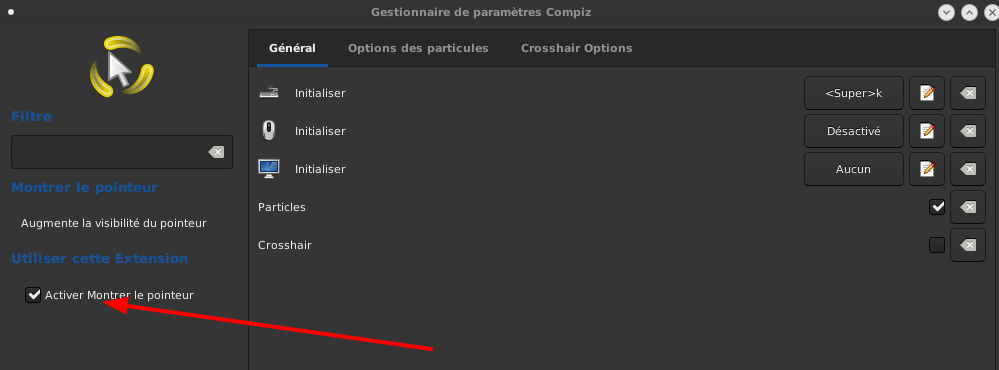 Gestionnaire de paramètres Compiz
Filtre
Montrer le pointeur
Augmente la visibilité du pointeur
Utiliser cette Extension
Activer Montrer le pointeur
Général Options des particules Crosshair Options
Initialiser <Super>k
Initialiser Désactivé
Initialiser Aucun
Particles
Crosshair